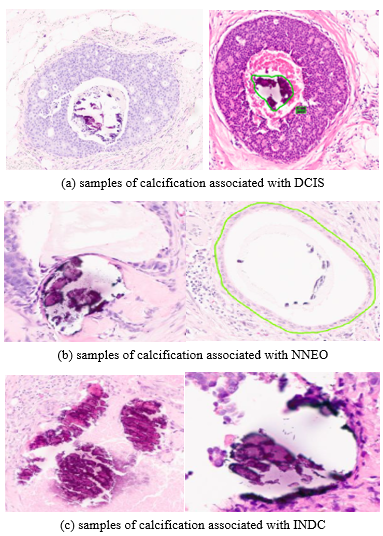 (a) samples of calcification associated with DCIS
(b) samples of calcification associated with NNEO
(c) samples of calcification associated with INDC